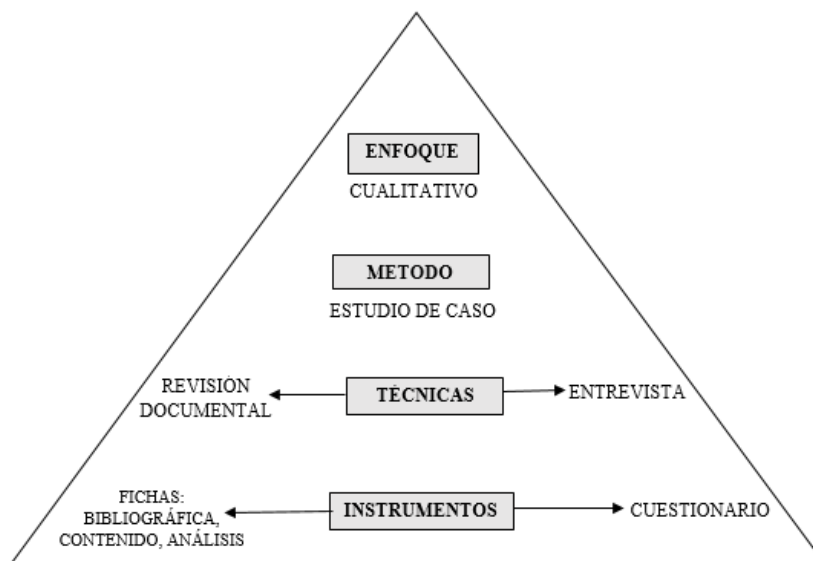 ENFOQUE
CUALITATIVO
METODO
ESTUDIO DE CASO
REVISIÓN
DOCUMENTAL
TÉCNICAS
ENTREVISTA
FICHAS:
BIBLIOGRÁFICA,
CONTENIDO, ANÁLISIS
INSTRUMENTOS
CUESTIONARIO